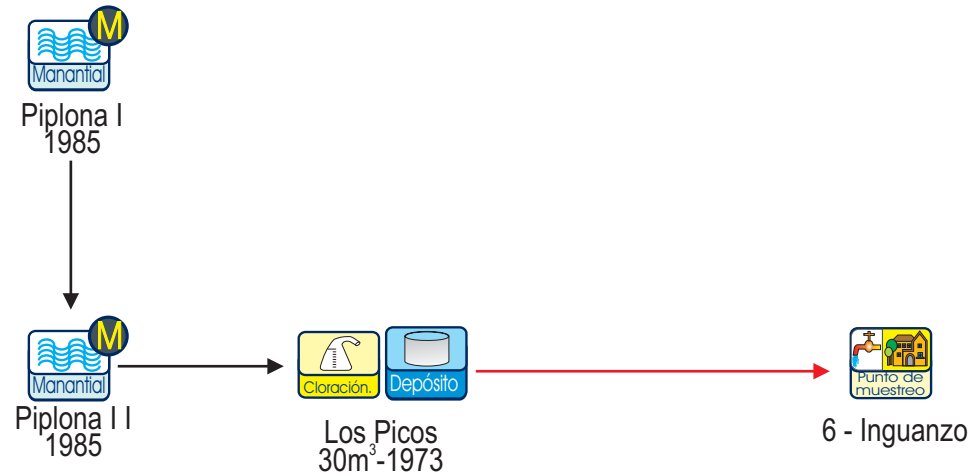 M
Manantial
Piplona I
1985
M
Manantial
Piplona I I
1985
Cloración.
Depósito
Los Picos
30m³-1973
Punto de
muestreo
6 - Inguanzo